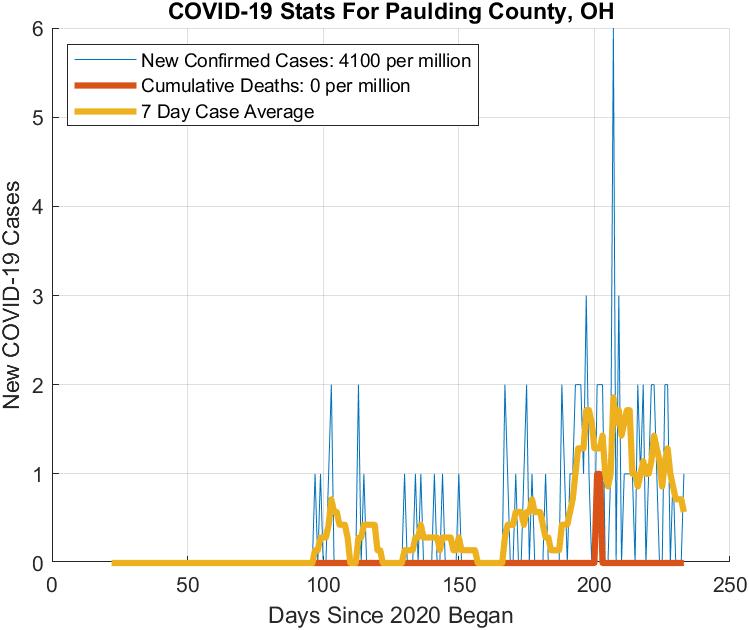 COVID-19 Stats For Paulding County, OH
New Confirmed Cases: 4100 per million
Cumulative Deaths: 0 per million
7 Day Case Average
New COVID-19 Cases
6
5
4
3
2
1
0
0 50 100 150 200 250
Days Since 2020 Began